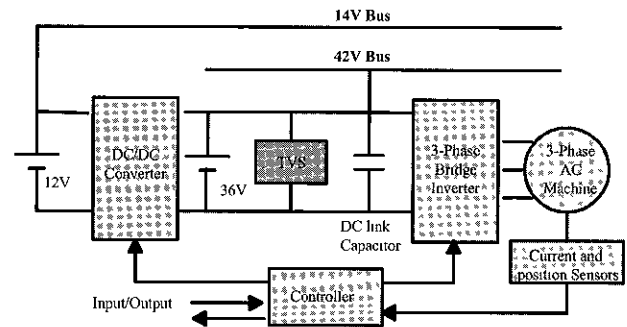 14V Bus
42V Bus
DC/DC
Converter
12V
36V
TVS
DC link
Capacitor
3-Phase
Bridge
Inverter
3-Phase
AC
Machine
Current and
position Sensors
Controller
Input/Output